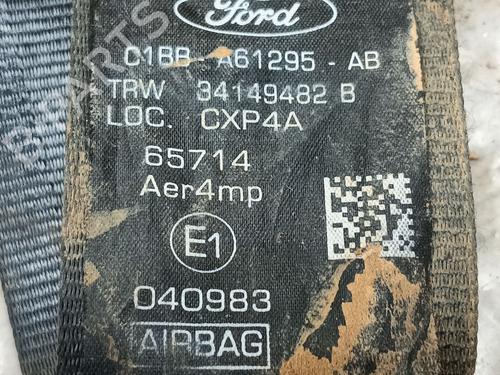 Ford
C1BB-A61295-AB
TRW 34149482 B
LOC. CXP4A
65714
Aer4mp
E1
040983
AIRBAG